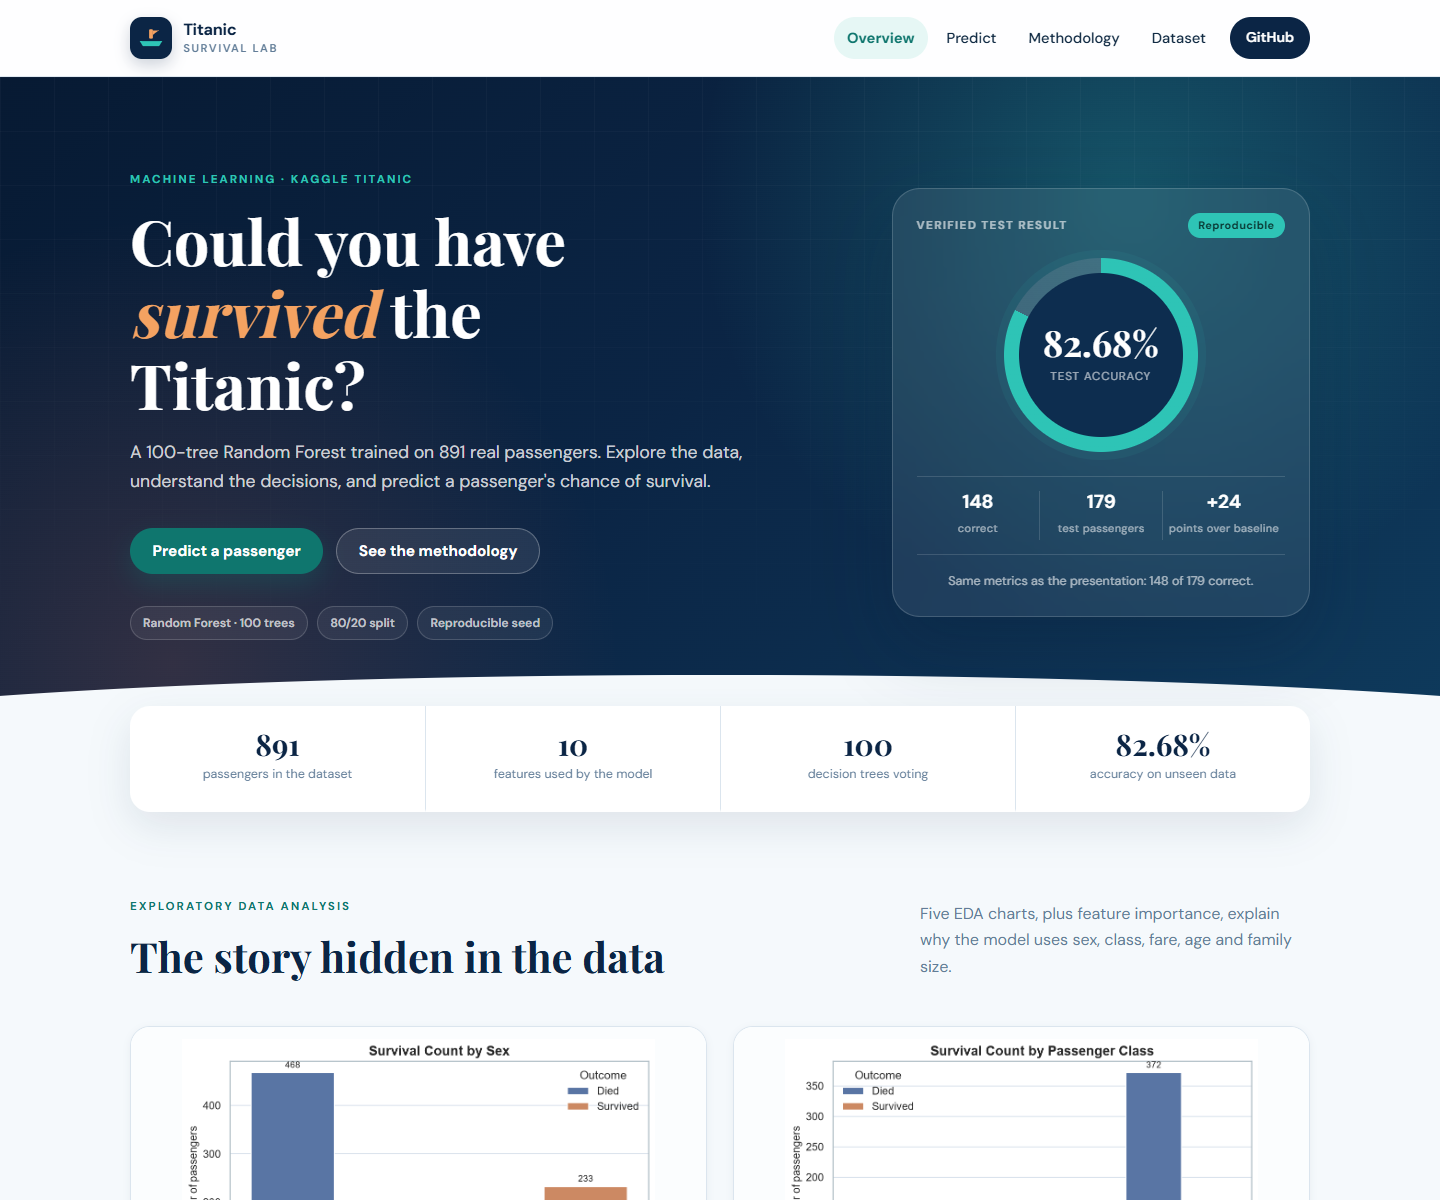 Titanic
SURVIVAL LAB
Overview
Predict
Methodology
Dataset
GitHub
MACHINE LEARNING · KAGGLE TITANIC
Could you have
survived the
Titanic?
A 100-tree Random Forest trained on 891 real passengers. Explore the data,
understand the decisions, and predict a passenger's chance of survival.
Predict a passenger
See the methodology
Random Forest · 100 trees
80/20 split
Reproducible seed
VERIFIED TEST RESULT
Reproducible
82.68%
TEST ACCURACY
148
correct
179
test passengers
+24
points over baseline
Same metrics as the presentation: 148 of 179 correct.
891
passengers in the dataset
10
features used by the model
100
decision trees voting
82.68%
accuracy on unseen data
EXPLORATORY DATA ANALYSIS
The story hidden in the data
Five EDA charts, plus feature importance, explain
why the model uses sex, class, fare, age and family
size.
Survival Count by Sex
468
Outcome
Died
Survived
400
300
233
r of passengers
Survival Count by Passenger Class
372
Outcome
Died
Survived
350
300
250
200
r of passengers